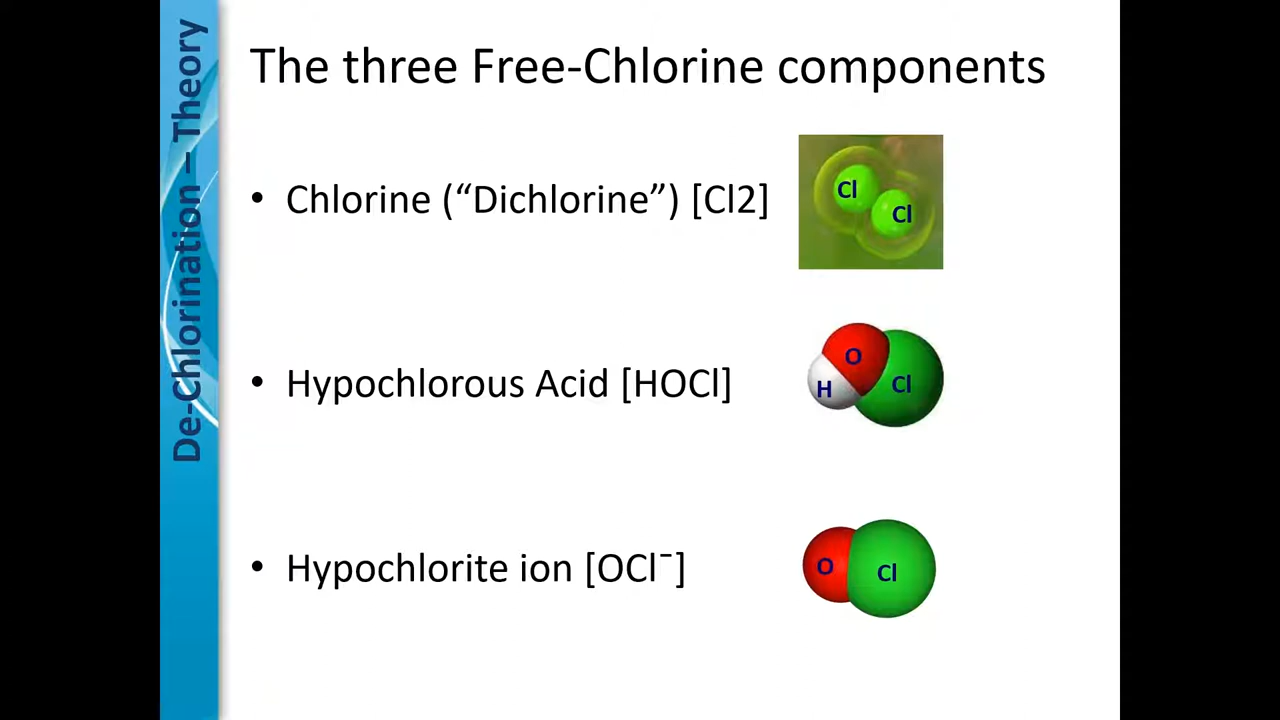 De-Chlorination – Theory
The three Free-Chlorine components
• Chlorine (“Dichlorine”) [Cl2]
Cl
Cl
• Hypochlorous Acid [HOCl]
O
H
Cl
• Hypochlorite ion [OCl⁻]
O
Cl